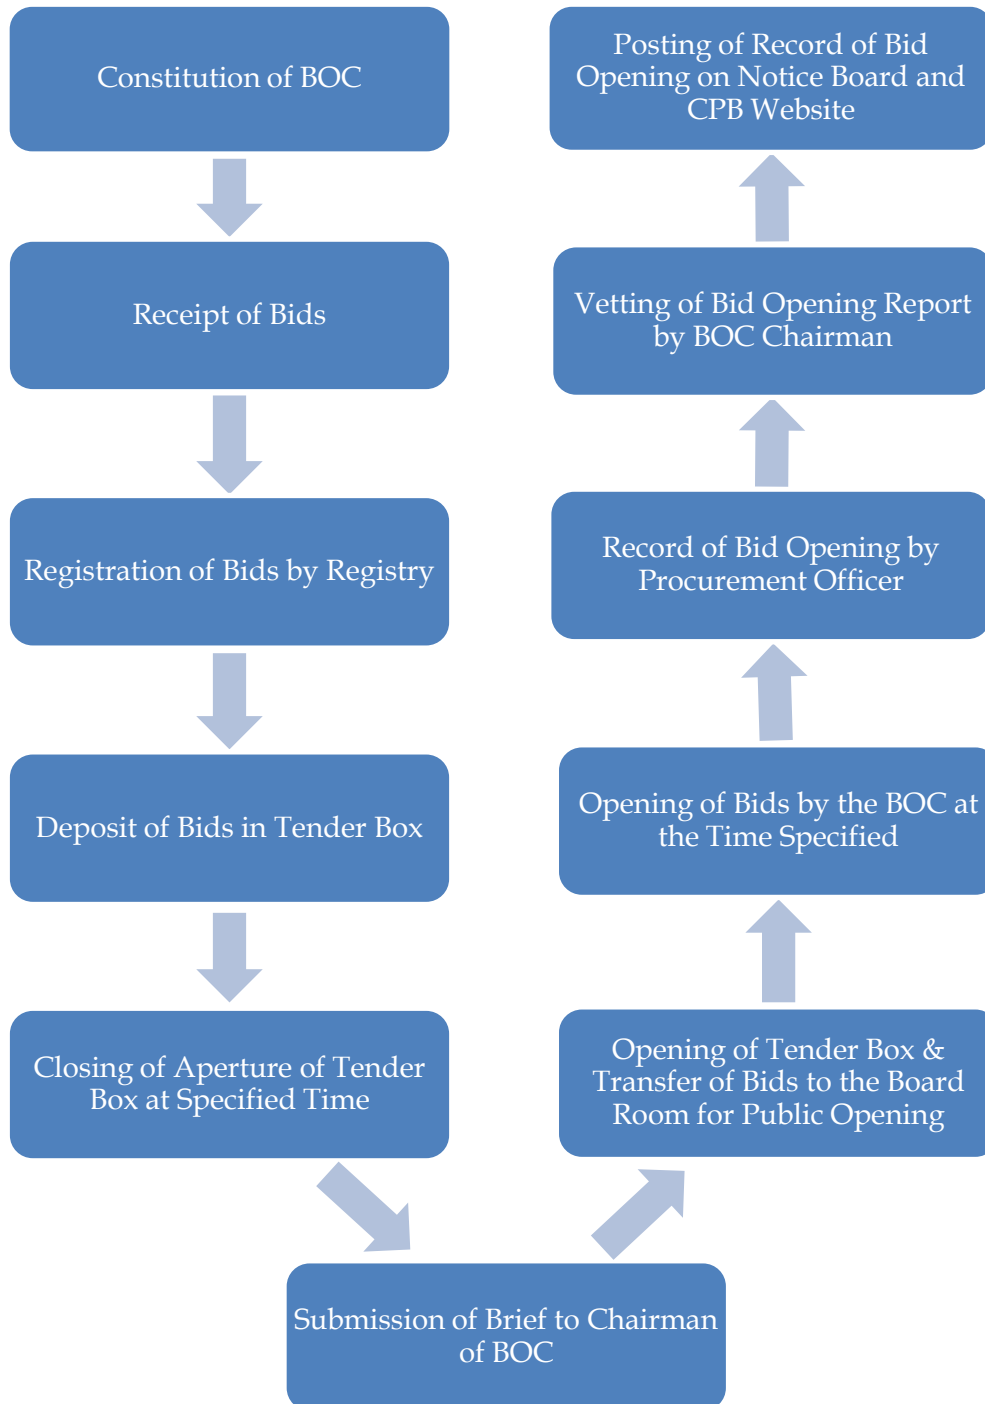 Constitution of BOC
Receipt of Bids
Registration of Bids by Registry
Deposit of Bids in Tender Box
Closing of Aperture of Tender
Box at Specified Time
Submission of Brief to Chairman
of BOC
Opening of Tender Box &
Transfer of Bids to the Board
Room for Public Opening
Opening of Bids by the BOC at
the Time Specified
Record of Bid Opening by
Procurement Officer
Vetting of Bid Opening Report
by BOC Chairman
Posting of Record of Bid
Opening on Notice Board and
CPB Website